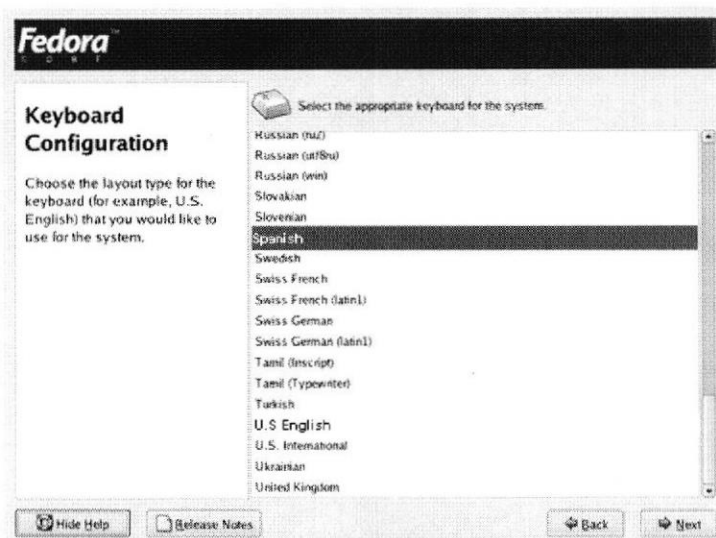 Fedora™
CORE
Keyboard
Configuration
Choose the layout type for the
keyboard (for example, U.S.
English) that you would like to
use for the system.
Select the appropriate keyboard for the system.
Russian (ru2)
Russian (utf8ru)
Russian (win)
Slovakian
Slovenian
Spanish
Swedish
Swiss French
Swiss French (latin1)
Swiss German
Swiss German (latin1)
Tamil (Inscript)
Tamil (Typewriter)
Turkish
U.S English
U.S. International
Ukrainian
United Kingdom
Hide Help
Release Notes
Back
Next